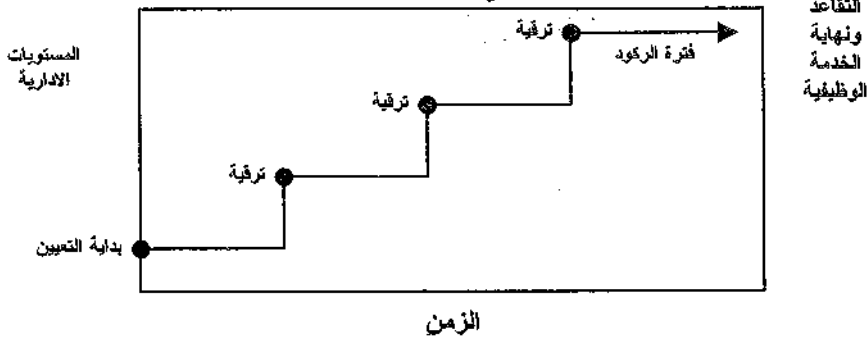 التقاعد
ونهاية
الخدمة
الوظيفية
المستويات
الادارية
ترقية
فترة الركود
ترقية
ترقية
بداية التعيين
الزمن